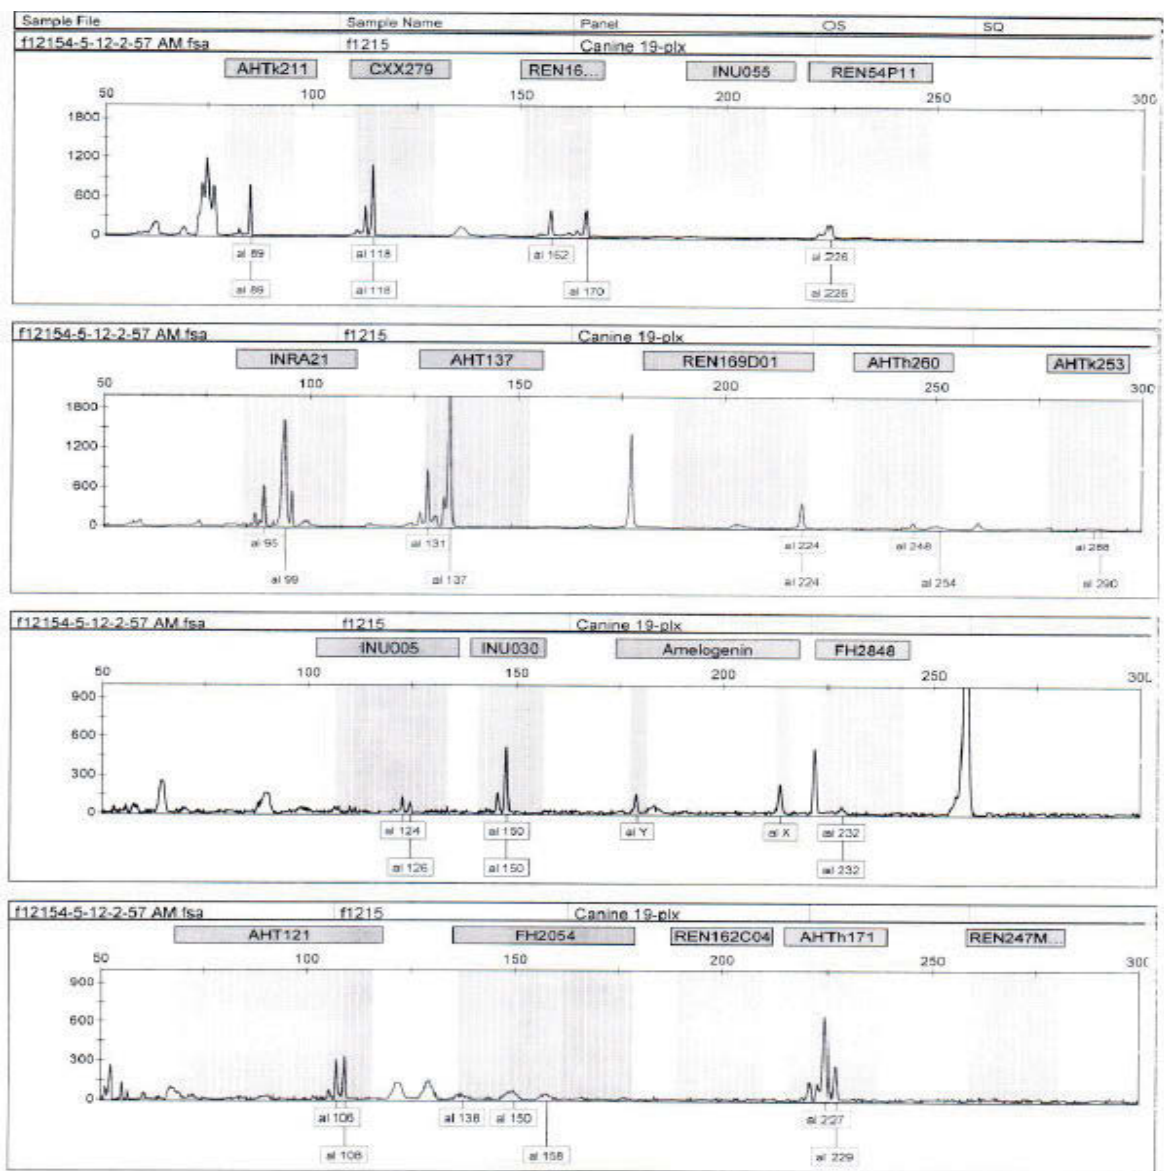 Sample File Sample Name Panel OS SQ
f12154-5-12-2-57 AM.fsa f1215 Canine 19-plx
AHTk211 CXX279 REN16... INU055 REN54P11
50 100 150 200 250 300
1800
1200
600
0
al 89 al 118 al 162 al 226
al 89 al 118 al 170 al 226
f12154-5-12-2-57 AM.fsa f1215 Canine 19-plx
INRA21 AHT137 REN169D01 AHTh260 AHTk253
50 100 150 200 250 300
1800
1200
600
0
al 95 al 131 al 224 al 248 al 288
al 99 al 137 al 224 al 254 al 290
f12154-5-12-2-57 AM.fsa f1215 Canine 19-plx
INU005 INU030 Amelogenin FH2848
50 100 150 200 250 300
900
600
300
0
al 124 al 150 al Y al X al 232
al 126 al 150 al 232
f12154-5-12-2-57 AM.fsa f1215 Canine 19-plx
AHT121 FH2054 REN162C04 AHTh171 REN247M...
50 100 150 200 250 300
900
600
300
0
al 106 al 138 al 150 al 227
al 108 al 158 al 229